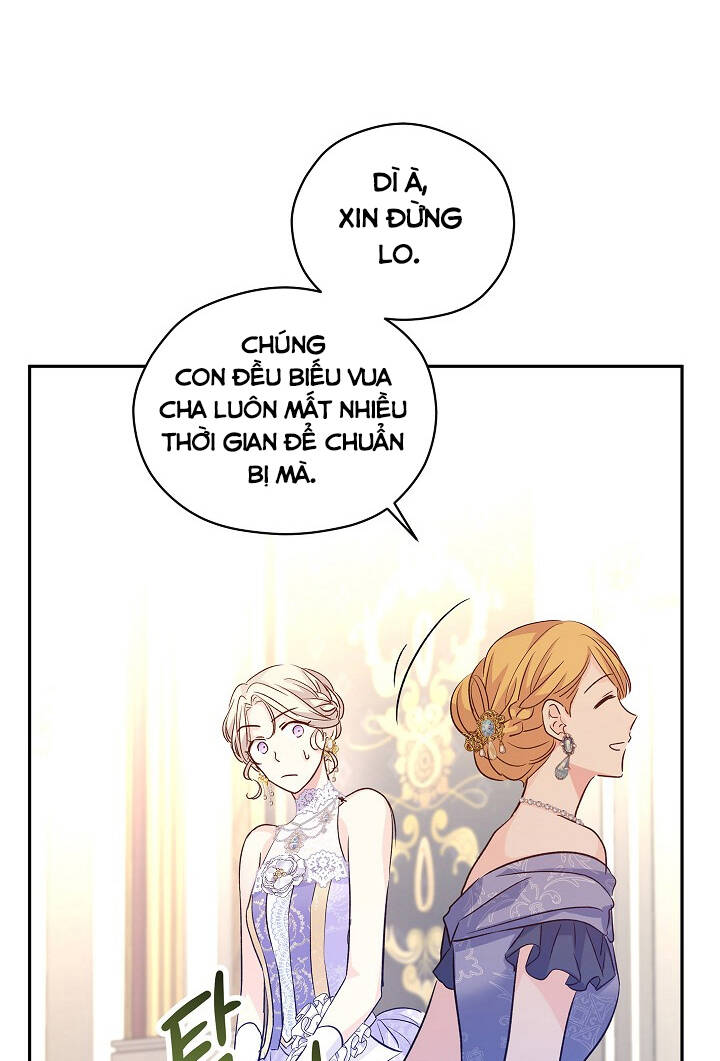 DÌ À,
XIN ĐỪNG
LO.
CHÚNG
CON ĐỀU BIẾU VUA
CHA LUÔN MẤT NHIỀU
THỜI GIAN ĐỂ CHUẨN
BỊ MÀ.
타